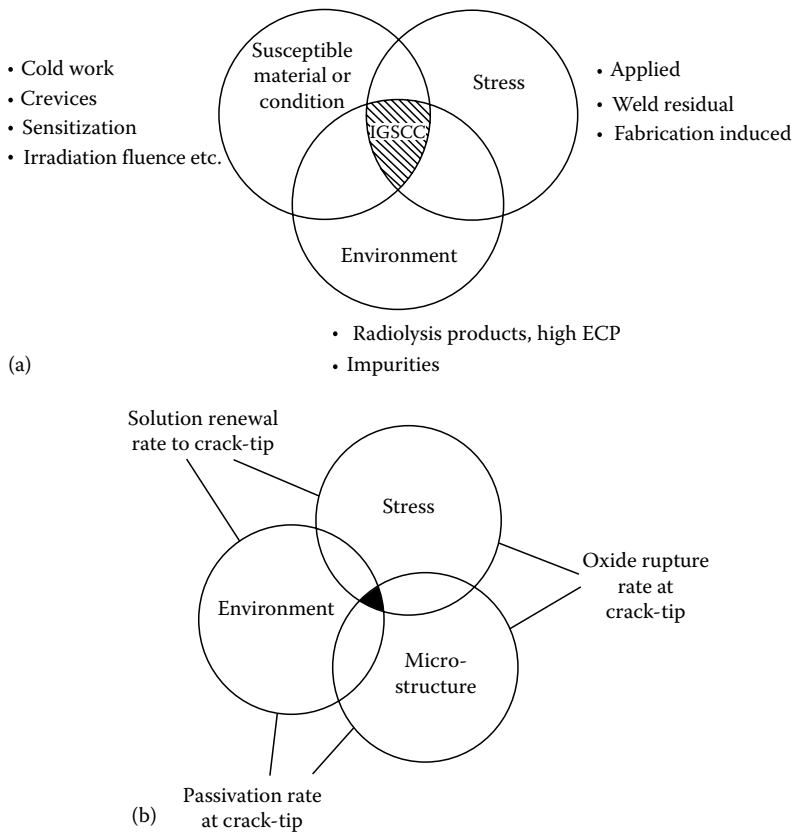 Susceptible
material or
condition
Stress
IGSCC
Environment
• Cold work
• Crevices
• Sensitization
• Irradiation fluence etc.
• Applied
• Weld residual
• Fabrication induced
• Radiolysis products, high ECP
• Impurities
(a)
Solution renewal
rate to crack-tip
Stress
Environment
Micro-
structure
Oxide rupture
rate at
crack-tip
Passivation rate
at crack-tip
(b)